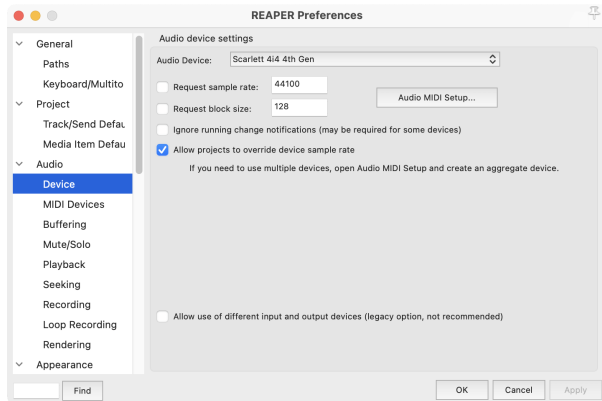 REAPER Preferences
General
Paths
Keyboard/Multito
Project
Track/Send Defau
Media Item Defau
Audio
Device
MIDI Devices
Buffering
Mute/Solo
Playback
Seeking
Recording
Loop Recording
Rendering
Appearance
Find
Audio device settings
Audio Device: Scarlett 4i4 4th Gen
Request sample rate: 44100
Request block size: 128
Audio MIDI Setup...
Ignore running change notifications (may be required for some devices)
Allow projects to override device sample rate
If you need to use multiple devices, open Audio MIDI Setup and create an aggregate device.
Allow use of different input and output devices (legacy option, not recommended)
OK Cancel Apply